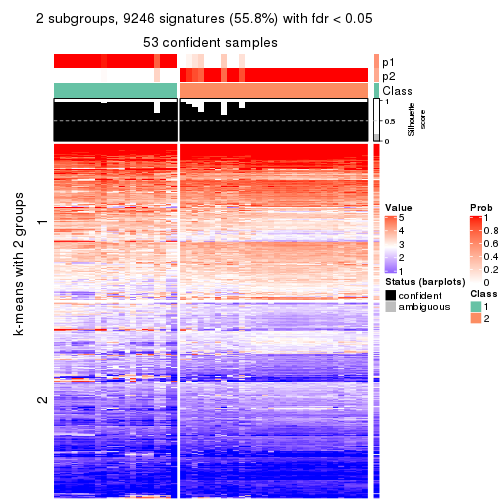 2 subgroups, 9246 signatures (55.8%) with fdr < 0.05
53 confident samples
p1
p2
Class
1
0.5
0
Silhouette
score
k-means with 2 groups
1
2
Value
5
4
3
2
1
Status (barplots)
confident
ambiguous
Prob
1
0.8
0.6
0.4
0.2
0
Class
1
2